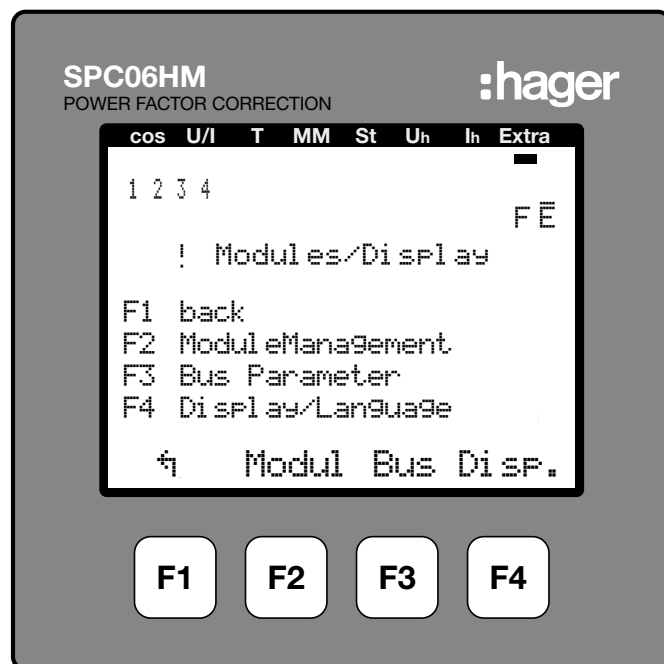 SPC06HM
:hager
POWER FACTOR CORRECTION
cos U/I T MM St Uh Ih Extra
1 2 3 4
F Ē
! Modules/Display
F1 back
F2 ModuleManagement
F3 Bus Parameter
F4 Display/Language
↰ Modul Bus Disp.
F1 F2 F3 F4